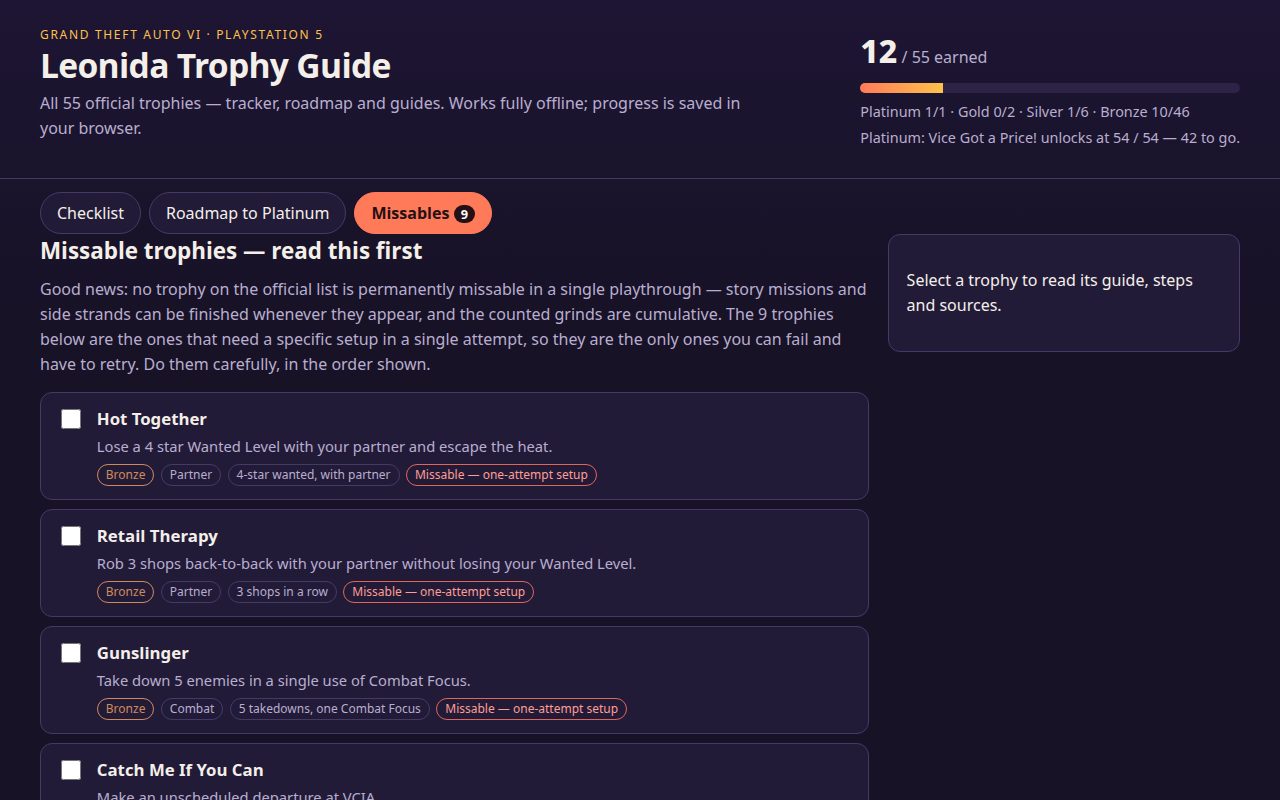 GRAND THEFT AUTO VI · PLAYSTATION 5
Leonida Trophy Guide
All 55 official trophies — tracker, roadmap and guides. Works fully offline; progress is saved in
your browser.
12 / 55 earned
Platinum 1/1 · Gold 0/2 · Silver 1/6 · Bronze 10/46
Platinum: Vice Got a Price! unlocks at 54 / 54 — 42 to go.
Checklist
Roadmap to Platinum
Missables 9
Missable trophies — read this first
Good news: no trophy on the official list is permanently missable in a single playthrough — story missions and
side strands can be finished whenever they appear, and the counted grinds are cumulative. The 9 trophies
below are the ones that need a specific setup in a single attempt, so they are the only ones you can fail and
have to retry. Do them carefully, in the order shown.
Select a trophy to read its guide, steps
and sources.
Hot Together
Lose a 4 star Wanted Level with your partner and escape the heat.
Bronze Partner 4-star wanted, with partner Missable — one-attempt setup
Retail Therapy
Rob 3 shops back-to-back with your partner without losing your Wanted Level.
Bronze Partner 3 shops in a row Missable — one-attempt setup
Gunslinger
Take down 5 enemies in a single use of Combat Focus.
Bronze Combat 5 takedowns, one Combat Focus Missable — one-attempt setup
Catch Me If You Can
Make an unscheduled departure at VCIA.